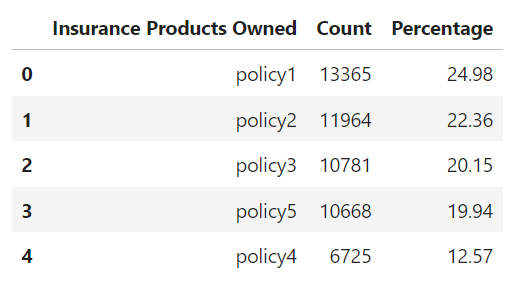 Insurance Products Owned Count Percentage
0 policy1 13365 24.98
1 policy2 11964 22.36
2 policy3 10781 20.15
3 policy5 10668 19.94
4 policy4 6725 12.57